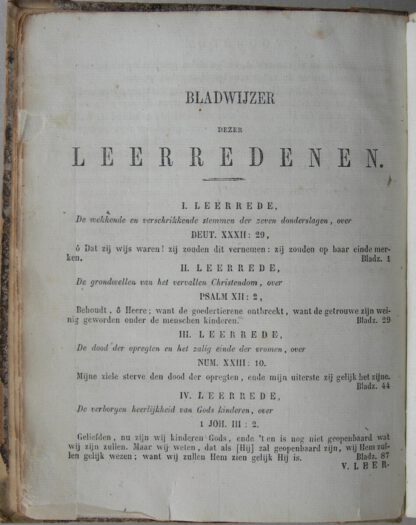 BLADWIJZER
DEZER
LEERREDENEN.
I. LEERREDE,
De wekkende en verschrikkende stemmen der zeven donderslagen, over
DEUT. XXXII: 29,
ô Dat zij wijs waren! zij zouden dit vernemen: zij zouden op haar einde mer-
ken. Bladz. 1
II. LEERREDE,
De grondwellen van het vervallen Christendom, over
PSALM XII: 2,
Behoudt, ô Heere; want de goedertierene ontbreekt, want de getrouwe zijn wei-
nig geworden onder de menschen kinderen. Bladz. 29
III. LEERREDE,
De dood der opregten en het zalig einde der vromen, over
NUM. XXIII: 10.
Mijne ziele sterve den dood der opregten, ende mijn uiterste zij gelijk het zijne.
Bladz. 44
IV. LEERREDE,
De verborgen heerlijkheid van Gods kinderen, over
1 JOH. III: 2.
Geliefden, nu zijn wij kinderen Gods, ende 't en is nog niet geopenbaard wat
wij zijn zullen. Maar wij weten, dat als [Hij] zal geopenbaard zijn, wij Hem zul-
len gelijk wezen; want wij zullen Hem zien gelijk Hij is. Bladz. 87
V. LEER-